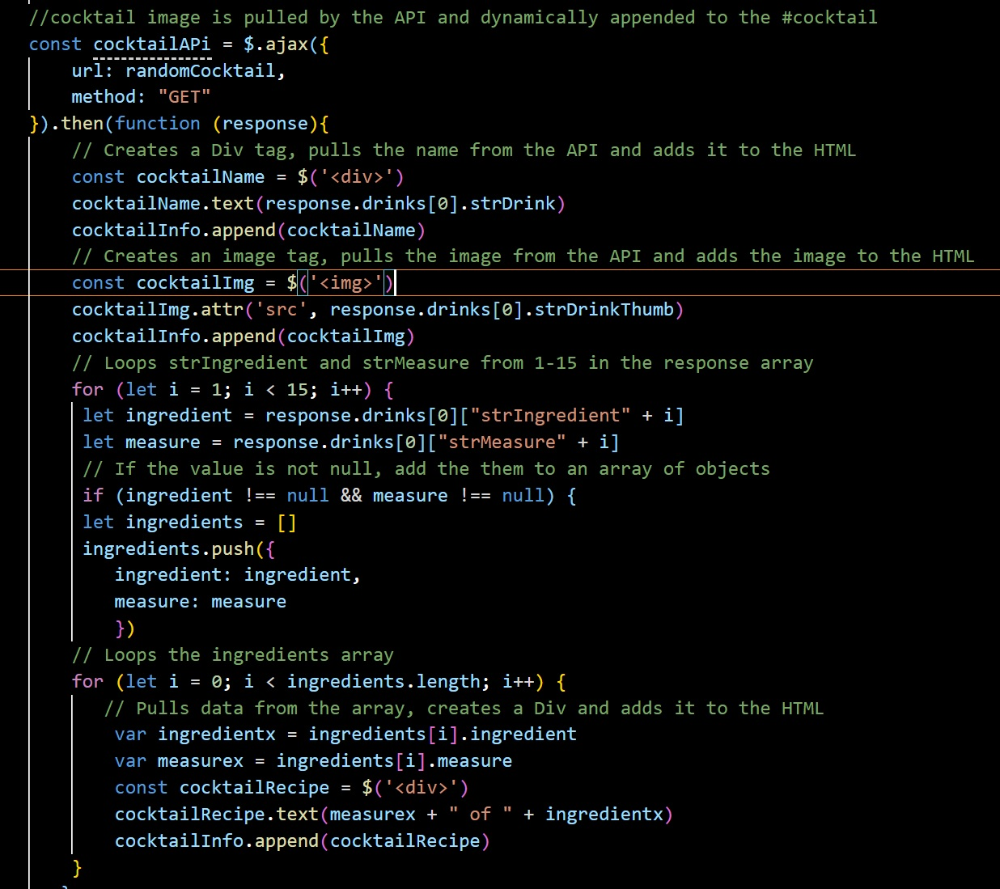 //cocktail image is pulled by the API and dynamically appended to the #cocktail
const cocktailAPi = $.ajax({
    url: randomCocktail,
    method: "GET"
}).then(function (response){
    // Creates a Div tag, pulls the name from the API and adds it to the HTML
    const cocktailName = $('<div>')
    cocktailName.text(response.drinks[0].strDrink)
    cocktailInfo.append(cocktailName)
    // Creates an image tag, pulls the image from the API and adds the image to the HTML
    const cocktailImg = $('<img>')
    cocktailImg.attr('src', response.drinks[0].strDrinkThumb)
    cocktailInfo.append(cocktailImg)
    // Loops strIngredient and strMeasure from 1-15 in the response array
    for (let i = 1; i < 15; i++) {
     let ingredient = response.drinks[0]["strIngredient" + i]
     let measure = response.drinks[0]["strMeasure" + i]
     // If the value is not null, add the them to an array of objects
     if (ingredient !== null && measure !== null) {
     let ingredients = []
     ingredients.push({
        ingredient: ingredient,
        measure: measure
        })
    // Loops the ingredients array
    for (let i = 0; i < ingredients.length; i++) {
       // Pulls data from the array, creates a Div and adds it to the HTML
        var ingredientx = ingredients[i].ingredient
        var measurex = ingredients[i].measure
        const cocktailRecipe = $('<div>')
        cocktailRecipe.text(measurex + " of " + ingredientx)
        cocktailInfo.append(cocktailRecipe)
    }